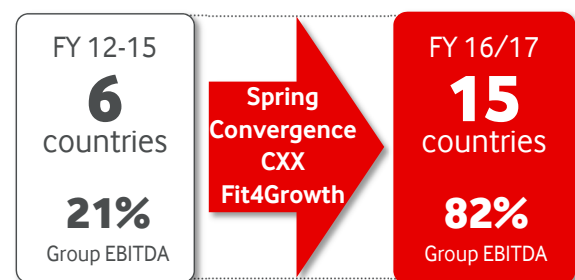 FY 12-15
6
countries
21%
Group EBITDA
Spring
Convergence
CXX
Fit4Growth
FY 16/17
15
countries
82%
Group EBITDA